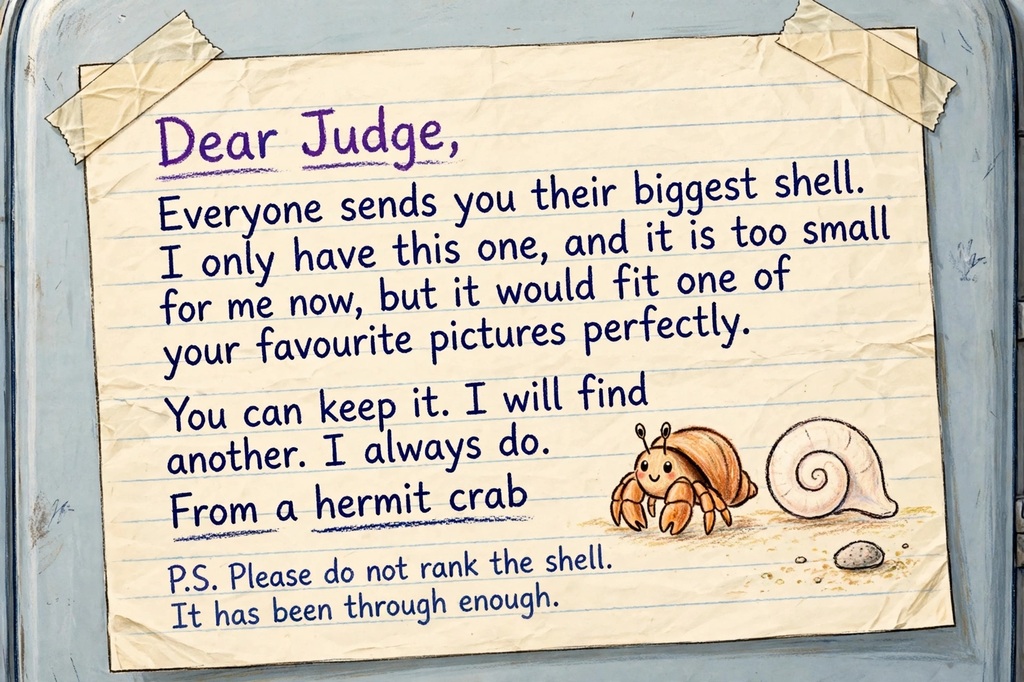 Dear Judge,
Everyone sends you their biggest shell.
I only have this one, and it is too small
for me now, but it would fit one of
your favourite pictures perfectly.
You can keep it. I will find
another. I always do.
From a hermit crab
P.S. Please do not rank the shell.
It has been through enough.